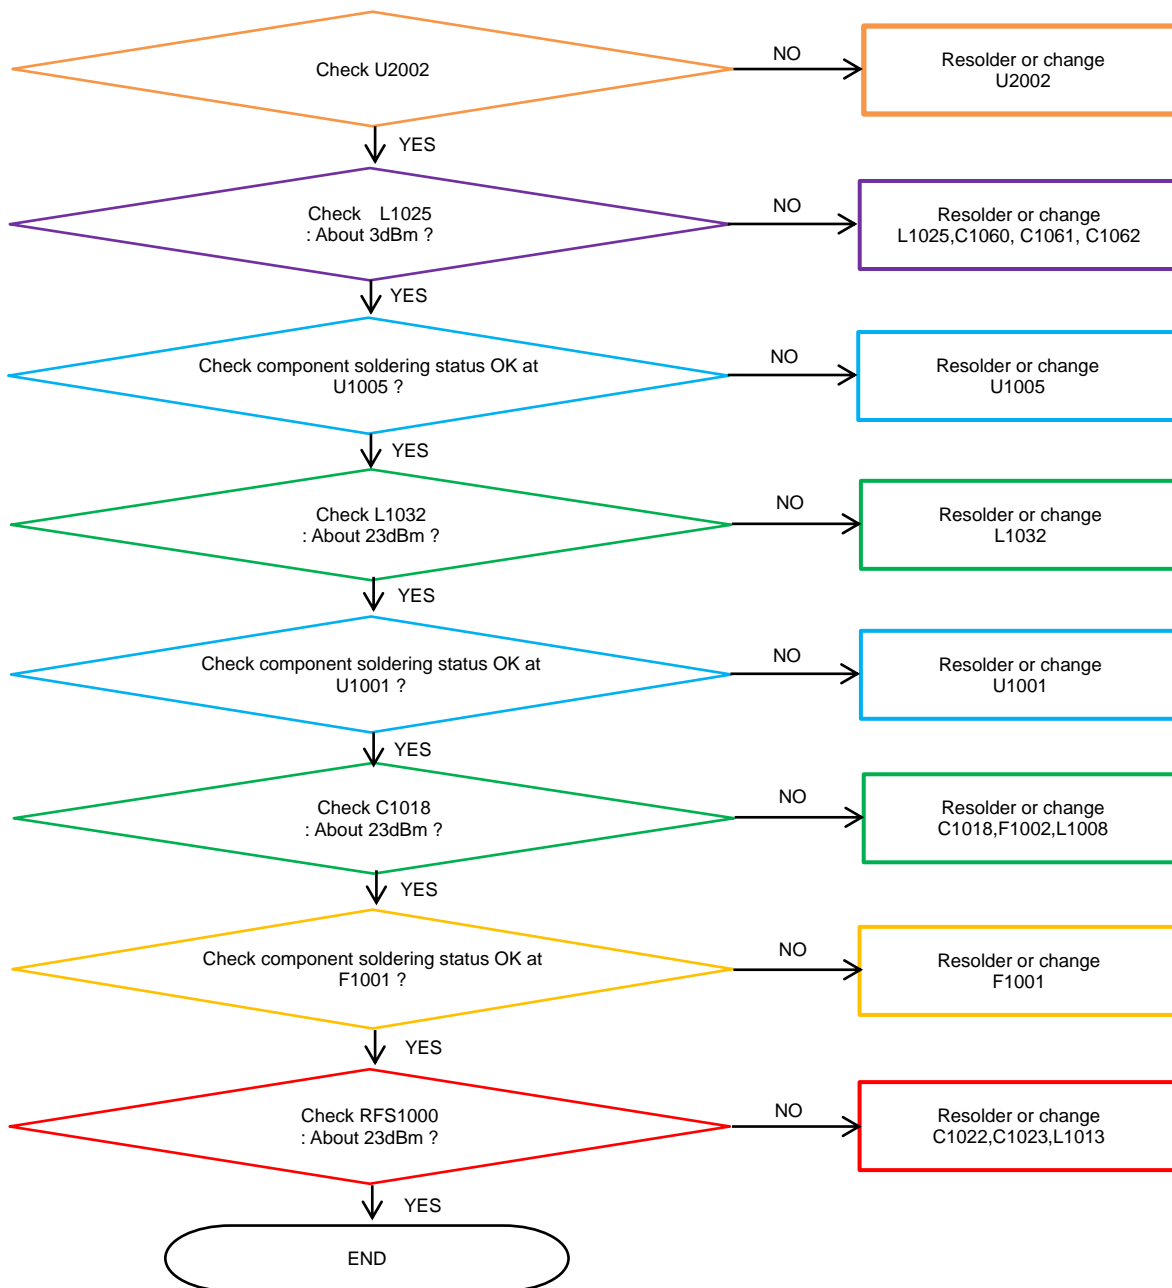 Check U2002
NO
Resolder or change
U2002
YES
Check L1025
: About 3dBm ?
NO
Resolder or change
L1025,C1060, C1061, C1062
YES
Check component soldering status OK at
U1005 ?
NO
Resolder or change
U1005
YES
Check L1032
: About 23dBm ?
NO
Resolder or change
L1032
YES
Check component soldering status OK at
U1001 ?
NO
Resolder or change
U1001
YES
Check C1018
: About 23dBm ?
NO
Resolder or change
C1018,F1002,L1008
YES
Check component soldering status OK at
F1001 ?
NO
Resolder or change
F1001
YES
Check RFS1000
: About 23dBm ?
NO
Resolder or change
C1022,C1023,L1013
YES
END